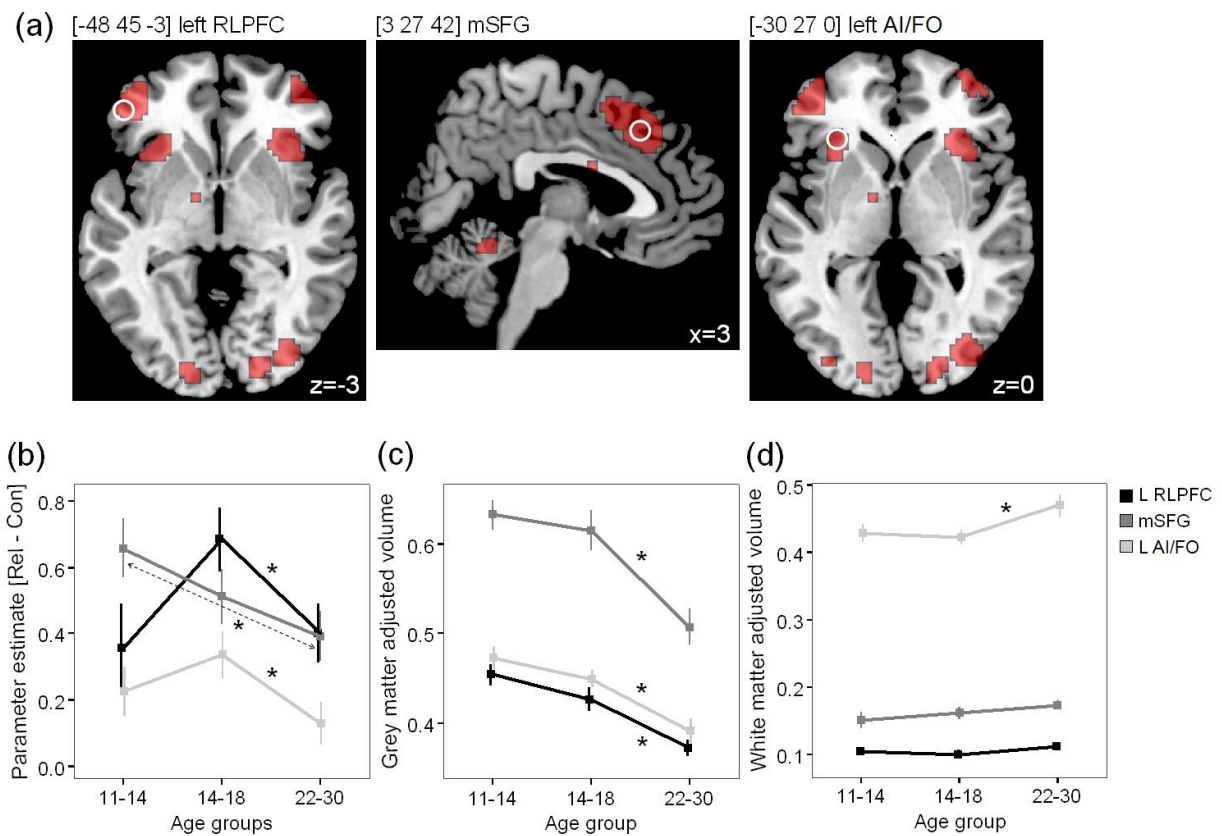 (a)
[-48 45 -3] left RLPFC
[3 27 42] mSFG
[-30 27 0] left AI/FO
z=-3
x=3
z=0
(b)
Parameter estimate [Rel - Con]
0.8
0.6
0.4
0.2
0.0
*
*
*
11-14
14-18
22-30
Age groups
(c)
Grey matter adjusted volume
0.6
0.5
0.4
*
*
*
11-14
14-18
22-30
Age group
(d)
White matter adjusted volume
0.5
0.4
0.3
0.2
0.1
*
11-14
14-18
22-30
Age group
L RLPFC
mSFG
L AI/FO